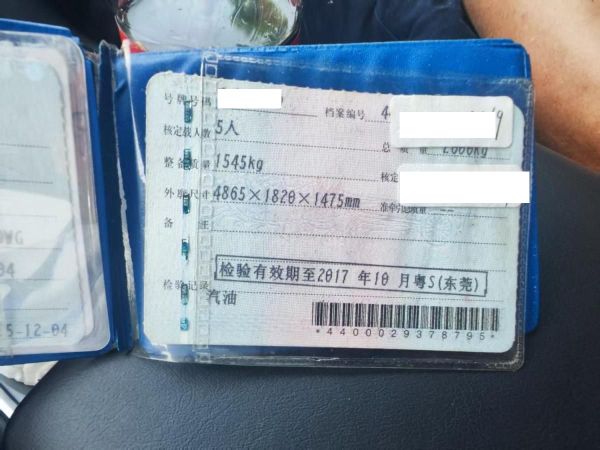 号牌号码
档案编号 4
核定载人数 5人
总质量 2000kg
整备质量 1545kg
核定
外廓尺寸 4865×1820×1475mm
准牵引总质量
备注
检验有效期至2017 年10 月粤S(东莞)
检验记录
汽油
*4400029378795*
5-12-04